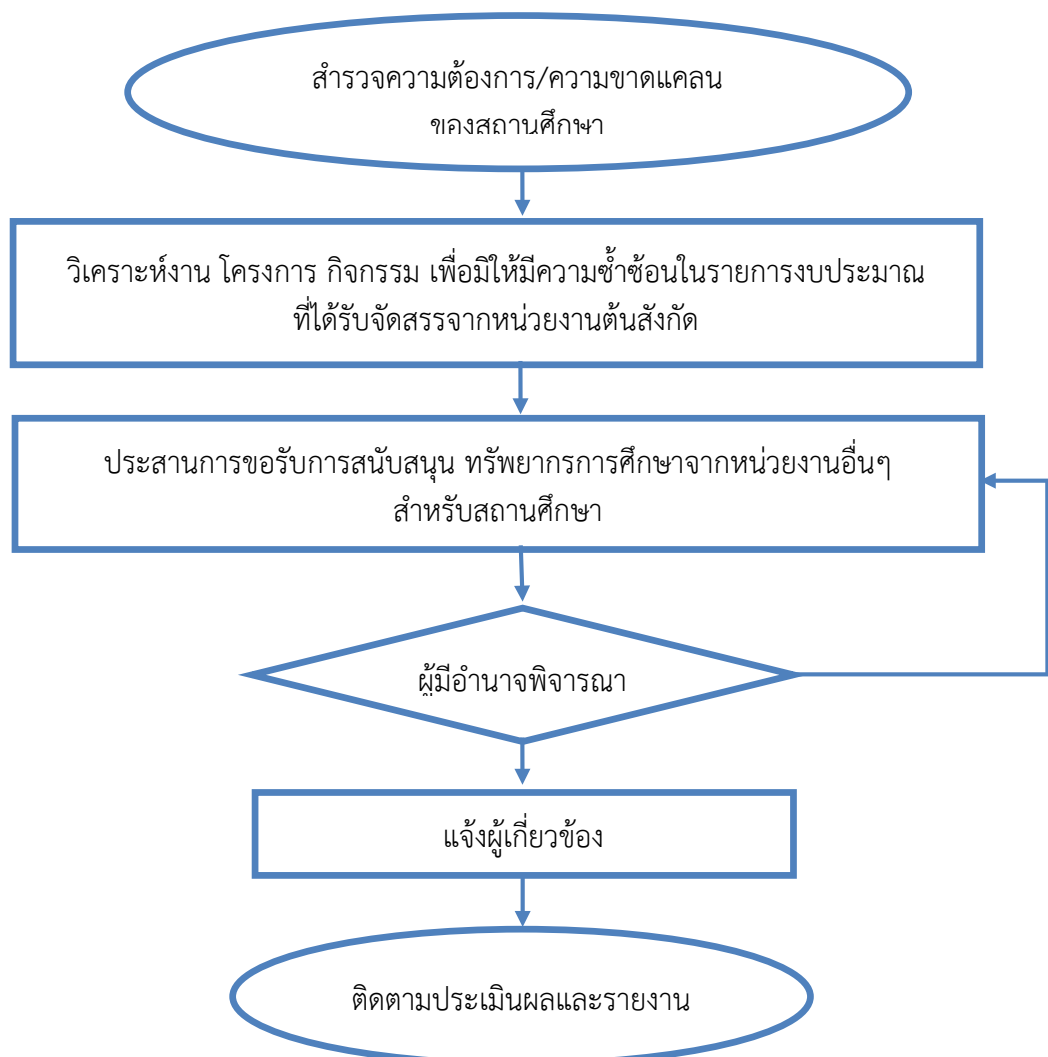 สำรวจความต้องการ/ความขาดแคลน
ของสถานศึกษา
วิเคราะห์งาน โครงการ กิจกรรม เพื่อมิให้มีความซ้ำซ้อนในรายการงบประมาณ
ที่ได้รับจัดสรรจากหน่วยงานต้นสังกัด
ประสานการขอรับการสนับสนุน ทรัพยากรการศึกษาจากหน่วยงานอื่นๆ
สำหรับสถานศึกษา
ผู้มีอำนาจพิจารณา
แจ้งผู้เกี่ยวข้อง
ติดตามประเมินผลและรายงาน